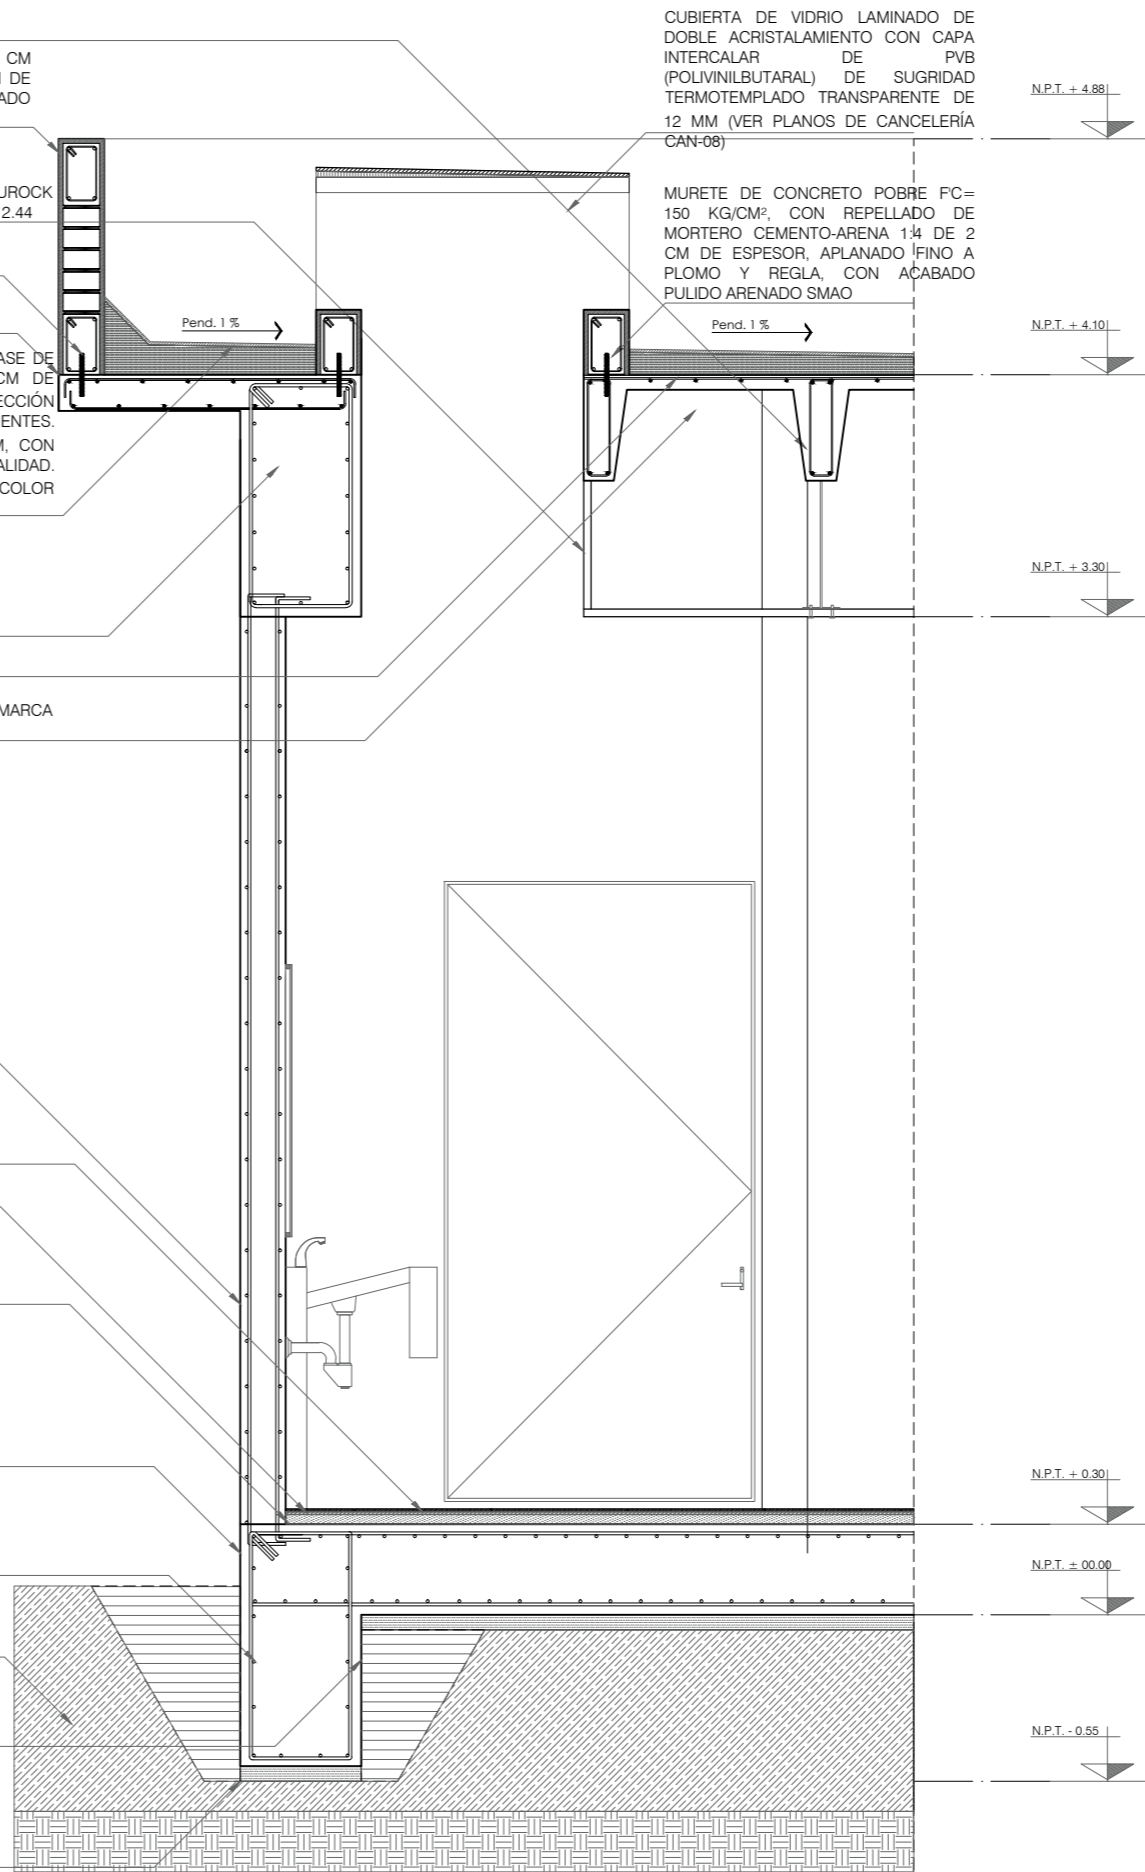 CM
DE
ADO
UROCK
2.44
ASE DE
CM DE
ECCIÓN
ENTES.
M, CON
ALIDAD.
COLOR
MARCA
CUBIERTA DE VIDRIO LAMINADO DE
DOBLE ACRISTALAMIENTO CON CAPA
INTERCALAR DE PVB
(POLIVINILBUTARAL) DE SUGRIDAD
TERMOTEMPLADO TRANSPARENTE DE
12 MM (VER PLANOS DE CANCELERÍA
CAN-08)
MURETE DE CONCRETO POBRE F'C=
150 KG/CM², CON REPELLADO DE
MORTERO CEMENTO-ARENA 1:4 DE 2
CM DE ESPESOR, APLANADO FINO A
PLOMO Y REGLA, CON ACABADO
PULIDO ARENADO SMAO
Pend. 1 %
Pend. 1 %
N.P.T. + 4.88
N.P.T. + 4.10
N.P.T. + 3.30
N.P.T. + 0.30
N.P.T. ± 00.00
N.P.T. - 0.55